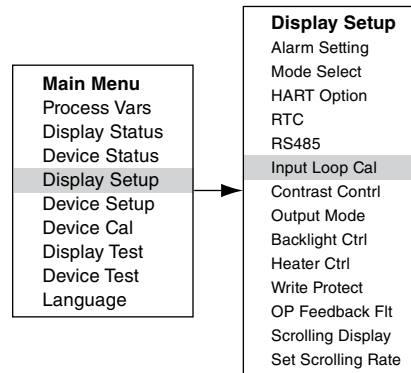 Main Menu
Process Vars
Display Status
Device Status
Display Setup
Device Setup
Device Cal
Display Test
Device Test
Language
Display Setup
Alarm Setting
Mode Select
HART Option
RTC
RS485
Input Loop Cal
Contrast Contrl
Output Mode
Backlight Ctrl
Heater Ctrl
Write Protect
OP Feedback Flt
Scrolling Display
Set Scrolling Rate